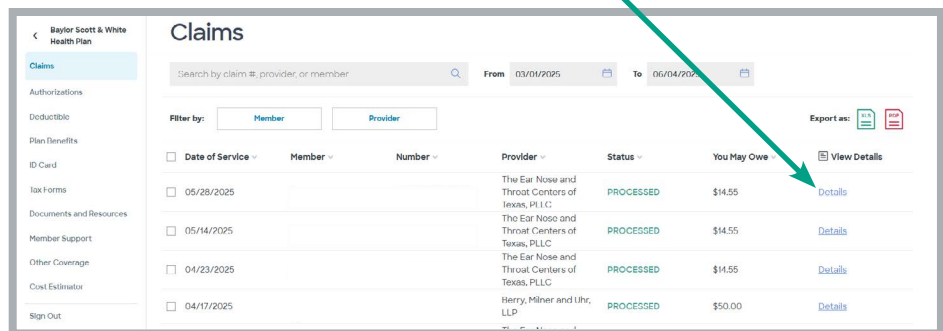 Baylor Scott & White
Health Plan
Claims
Authorizations
Deductible
Plan Benefits
ID Card
Tax Forms
Documents and Resources
Member Support
Other Coverage
Cost Estimator
Sign Out
Claims
Search by claim #, provider, or member
From 03/01/2025 To 06/04/2025
Filter by: Member Provider Export as: XLS PDF
Date of Service Member Number Provider Status You May Owe View Details
05/28/2025 The Ear Nose and
Throat Centers of
Texas, PLLC PROCESSED $14.55 Details
05/14/2025 The Ear Nose and
Throat Centers of
Texas, PLLC PROCESSED $14.55 Details
04/23/2025 The Ear Nose and
Throat Centers of
Texas, PLLC PROCESSED $14.55 Details
04/17/2025 Berry, Milner and Uhr,
LLP PROCESSED $50.00 Details